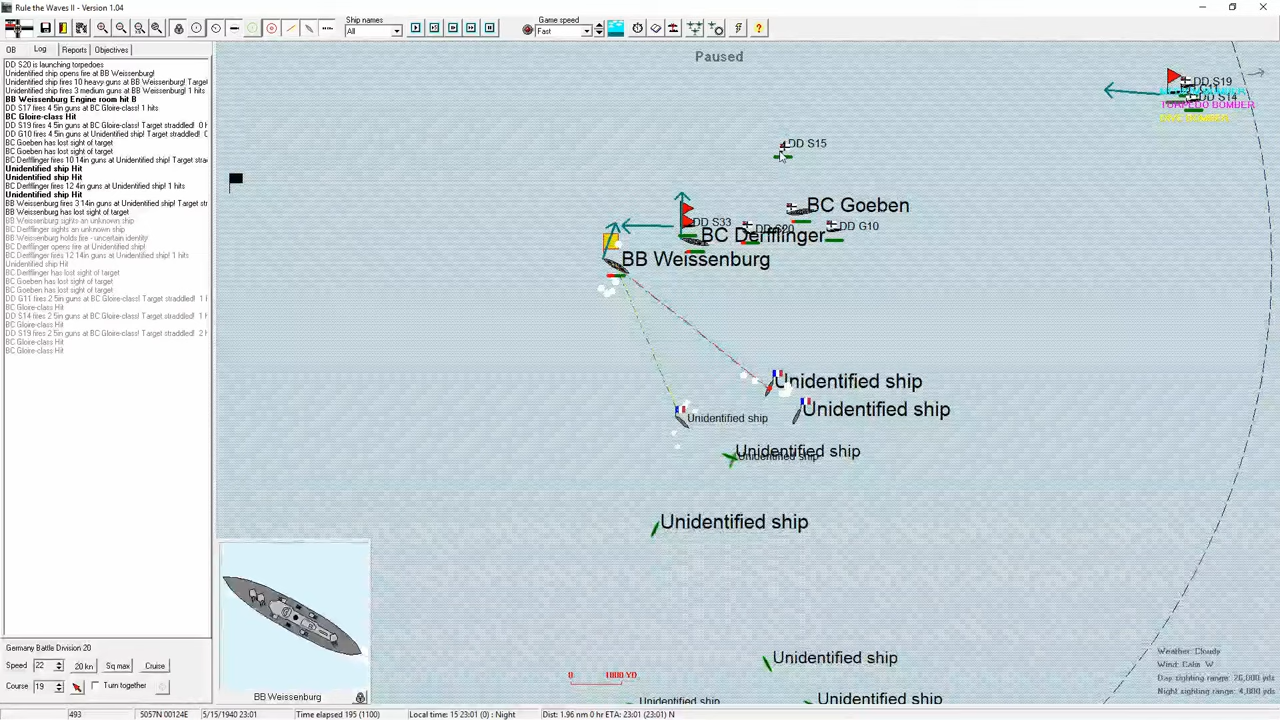 Rule the Waves II - Version 1.04
Ship names
All
Game speed
Fast
OB Log Reports Objectives
DD S20 is launching torpedoes
Unidentified ship opens fire at BB Weissenburg!
Unidentified ship fires 10 heavy guns at BB Weissenburg! Target
Unidentified ship fires 3 medium guns at BB Weissenburg! 1 hits
BB Weissenburg Engine room hit B
DD S17 fires 4 5in guns at BC Gloire-class! 1 hits
BC Gloire-class Hit
DD S19 fires 4 5in guns at BC Gloire-class! Target straddled! 0
DD G10 fires 4 5in guns at Unidentified ship! Target straddled!
BC Goeben has lost sight of target
BC Goeben has lost sight of target
BC Derfflinger fires 10 14in guns at Unidentified ship! Target stra
Unidentified ship Hit
Unidentified ship Hit
BC Derfflinger fires 12 4in guns at Unidentified ship! 1 hits
Unidentified ship Hit
BB Weissenburg fires 3 14in guns at Unidentified ship! Target str
BB Weissenburg has lost sight of target
BB Weissenburg sights an unknown ship
BC Derfflinger sights an unknown ship
BB Weissenburg holds fire - uncertain identity
BC Derfflinger opens fire at Unidentified ship!
BC Derfflinger fires 12 14in guns at Unidentified ship! 1 hits
Unidentified ship Hit
BC Derfflinger has lost sight of target
BC Goeben has lost sight of target
BC Goeben has lost sight of target
DD G11 fires 2 5in guns at BC Gloire-class! Target straddled! 1
BC Gloire-class Hit
DD S14 fires 2 5in guns at BC Gloire-class! Target straddled! 1
BC Gloire-class Hit
DD S19 fires 2 5in guns at BC Gloire-class! Target straddled! 2
BC Gloire-class Hit
BC Gloire-class Hit
Paused
DD S19
DD S14
TORPEDO BOMBER
DD S15
BC Goeben
DD S33
DD S20
DD G10
BC Derfflinger
BB Weissenburg
Unidentified ship
Unidentified ship
Unidentified ship
Unidentified ship
Unidentified ship
Unidentified ship
Unidentified ship
Unidentified ship
Unidentified ship
0 1000 YD
Weather: Cloudy
Wind: Calm W
Day sighting range: 26,000 yds
Night sighting range: 4,800 yds
Germany Battle Division 20
Speed 22 20 kn Sq max Cruise
Course 19 Turn together
BB Weissenburg
493 5057N 00124E 5/15/1940 23:01 Time elapsed 195 (1100) Local time: 15 23:01 (0) : Night Dist: 1.96 nm 0 hr ETA: 23:01 (23:01) N